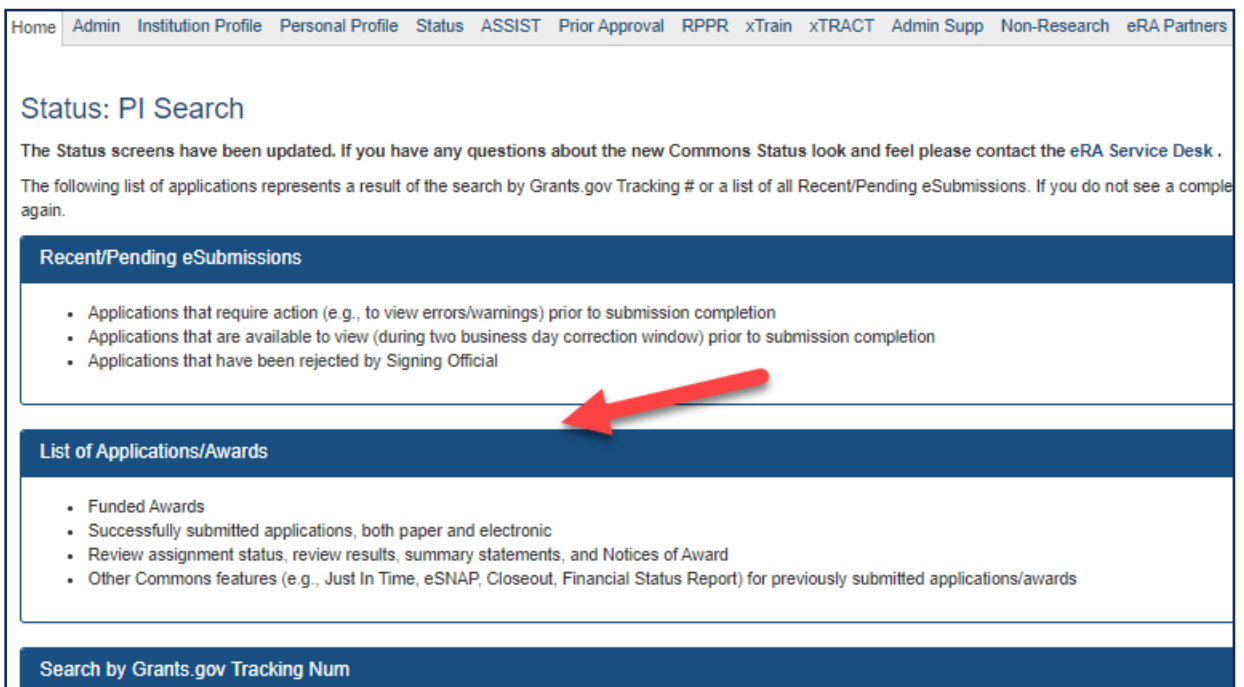 Home Admin Institution Profile Personal Profile Status ASSIST Prior Approval RPPR xTrain xTRACT Admin Supp Non-Research eRA Partners
Status: PI Search
The Status screens have been updated. If you have any questions about the new Commons Status look and feel please contact the eRA Service Desk .
The following list of applications represents a result of the search by Grants.gov Tracking # or a list of all Recent/Pending eSubmissions. If you do not see a comple
again.
Recent/Pending eSubmissions
• Applications that require action (e.g., to view errors/warnings) prior to submission completion
• Applications that are available to view (during two business day correction window) prior to submission completion
• Applications that have been rejected by Signing Official
List of Applications/Awards
• Funded Awards
• Successfully submitted applications, both paper and electronic
• Review assignment status, review results, summary statements, and Notices of Award
• Other Commons features (e.g., Just In Time, eSNAP, Closeout, Financial Status Report) for previously submitted applications/awards
Search by Grants.gov Tracking Num